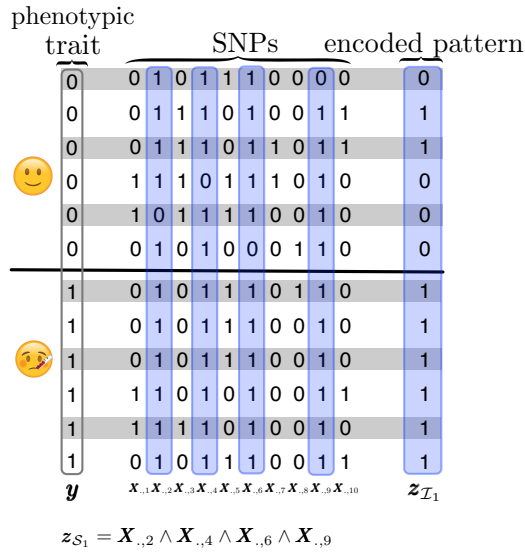 phenotypic
trait SNPs encoded pattern
0 0 1 0 1 1 1 0 0 0 0 0
0 0 1 1 1 0 1 0 0 1 1 1
0 0 1 1 1 0 1 1 0 1 1 1
0 1 1 1 0 1 1 1 0 1 0 0
0 1 0 1 1 1 1 0 0 1 0 0
0 0 1 0 1 0 0 0 1 1 0 0
1 0 1 0 1 1 1 0 1 1 0 1
1 0 1 0 1 1 1 0 0 1 0 1
1 0 1 0 1 1 1 0 0 1 0 1
1 1 1 0 1 0 1 0 0 1 1 1
1 1 1 1 1 0 1 0 0 1 0 1
1 0 1 0 1 1 1 0 0 1 1 1
y X.,1 X.,2 X.,3 X.,4 X.,5 X.,6 X.,7 X.,8 X.,9 X.,10 z_{I_1}
z_{S_1} = X.,2 ∧ X.,4 ∧ X.,6 ∧ X.,9